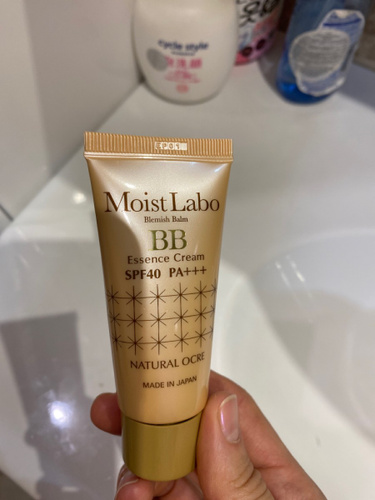 cycle style
EP01
Moist Labo
Blemish Balm
BB
Essence Cream
SPF40 PA+++
NATURAL OCRE
MADE IN JAPAN